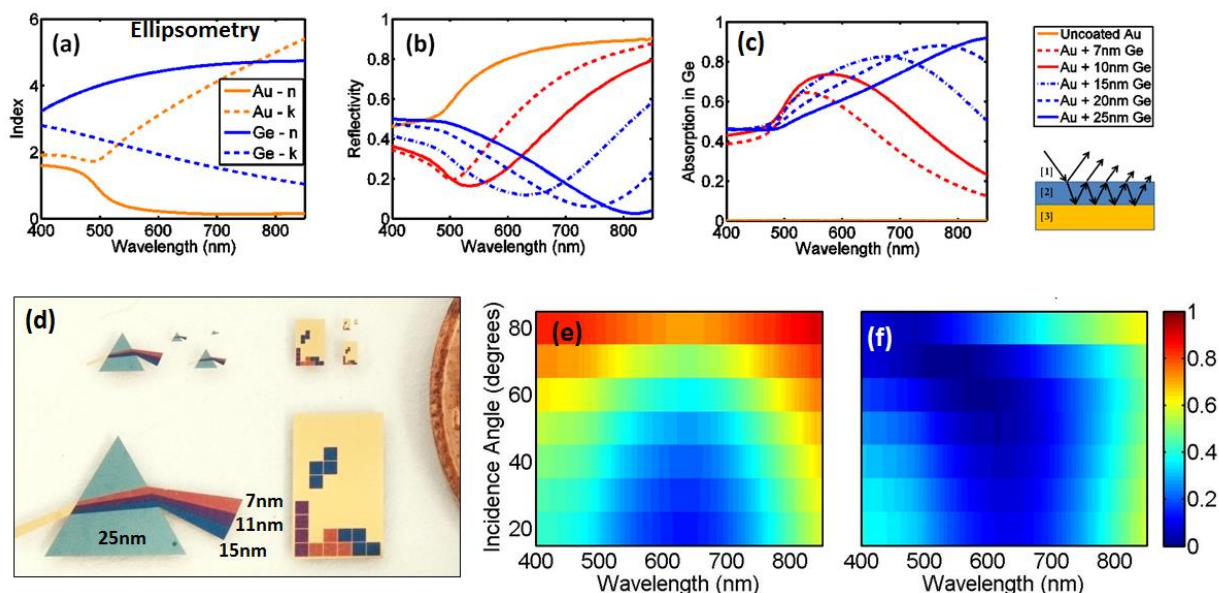 (a) Ellipsometry
Index
6
4
2
0
400 500 600 700 800
Wavelength (nm)
Au - n
Au - k
Ge - n
Ge - k
(b)
Reflectivity
1
0.8
0.6
0.4
0.2
0
400 500 600 700 800
Wavelength (nm)
(c)
Absorption in Ge
1
0.8
0.6
0.4
0.2
0
400 500 600 700 800
Wavelength (nm)
Uncoated Au
Au + 7nm Ge
Au + 10nm Ge
Au + 15nm Ge
Au + 20nm Ge
Au + 25nm Ge
[1]
[2]
[3]
(d)
7nm
11nm
15nm
25nm
(e)
Incidence Angle (degrees)
80
60
40
20
400 500 600 700 800
Wavelength (nm)
(f)
400 500 600 700 800
Wavelength (nm)
1
0.8
0.6
0.4
0.2
0